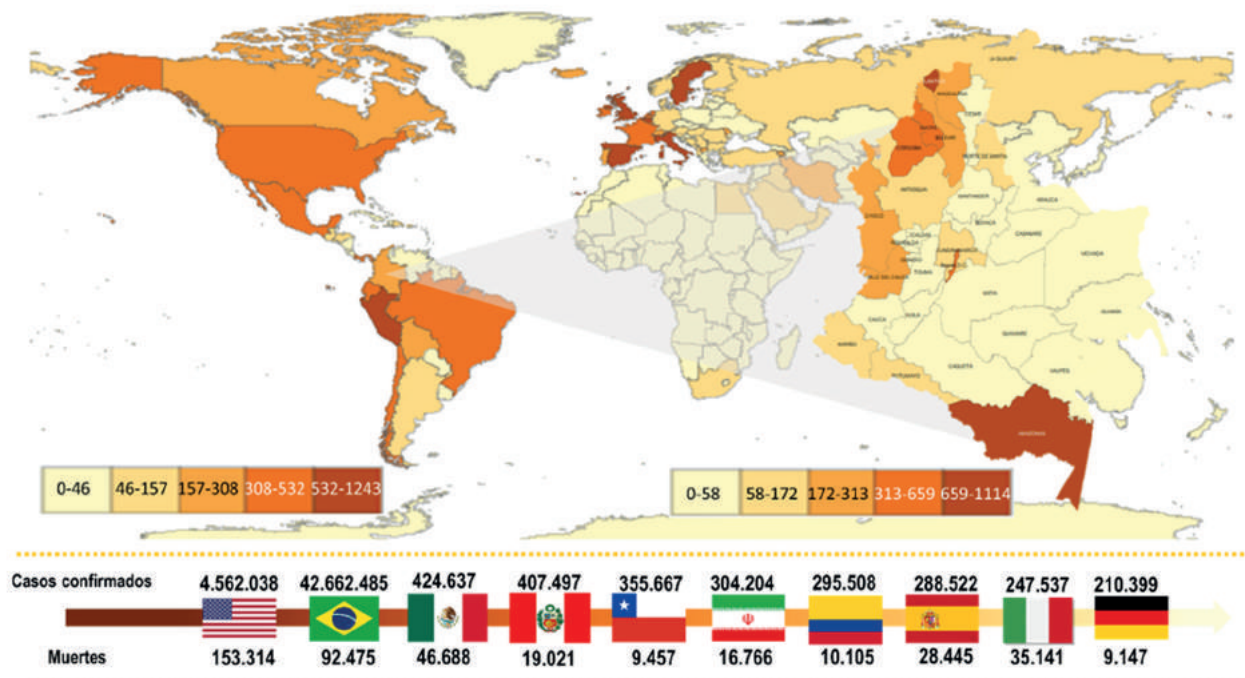 LA GUAJIRA
MAGDALENA
CESAR
SUCRE
BOLIVAR
CORDOBA
NORTE DE SANTA
ANTIOQUIA
SANTANDER
ARAUCA
CHOCO
BOYACA
CALDAS
CASANARE
RISARALDA
CUNDINAMARCA
VICHADA
QUINDIO
TOLIMA
VALLE DEL CAUCA
META
CAUCA
HUILA
GUAINIA
GUAVIARE
NARIÑO
CAQUETA
VAUPES
PUTUMAYO
AMAZONAS
0-46 46-157 157-308 308-532 532-1243
0-58 58-172 172-313 313-659 659-1114
Casos confirmados 4.562.038 42.662.485 424.637 407.497 355.667 304.204 295.508 288.522 247.537 210.399
Muertes 153.314 92.475 46.688 19.021 9.457 16.766 10.105 28.445 35.141 9.147